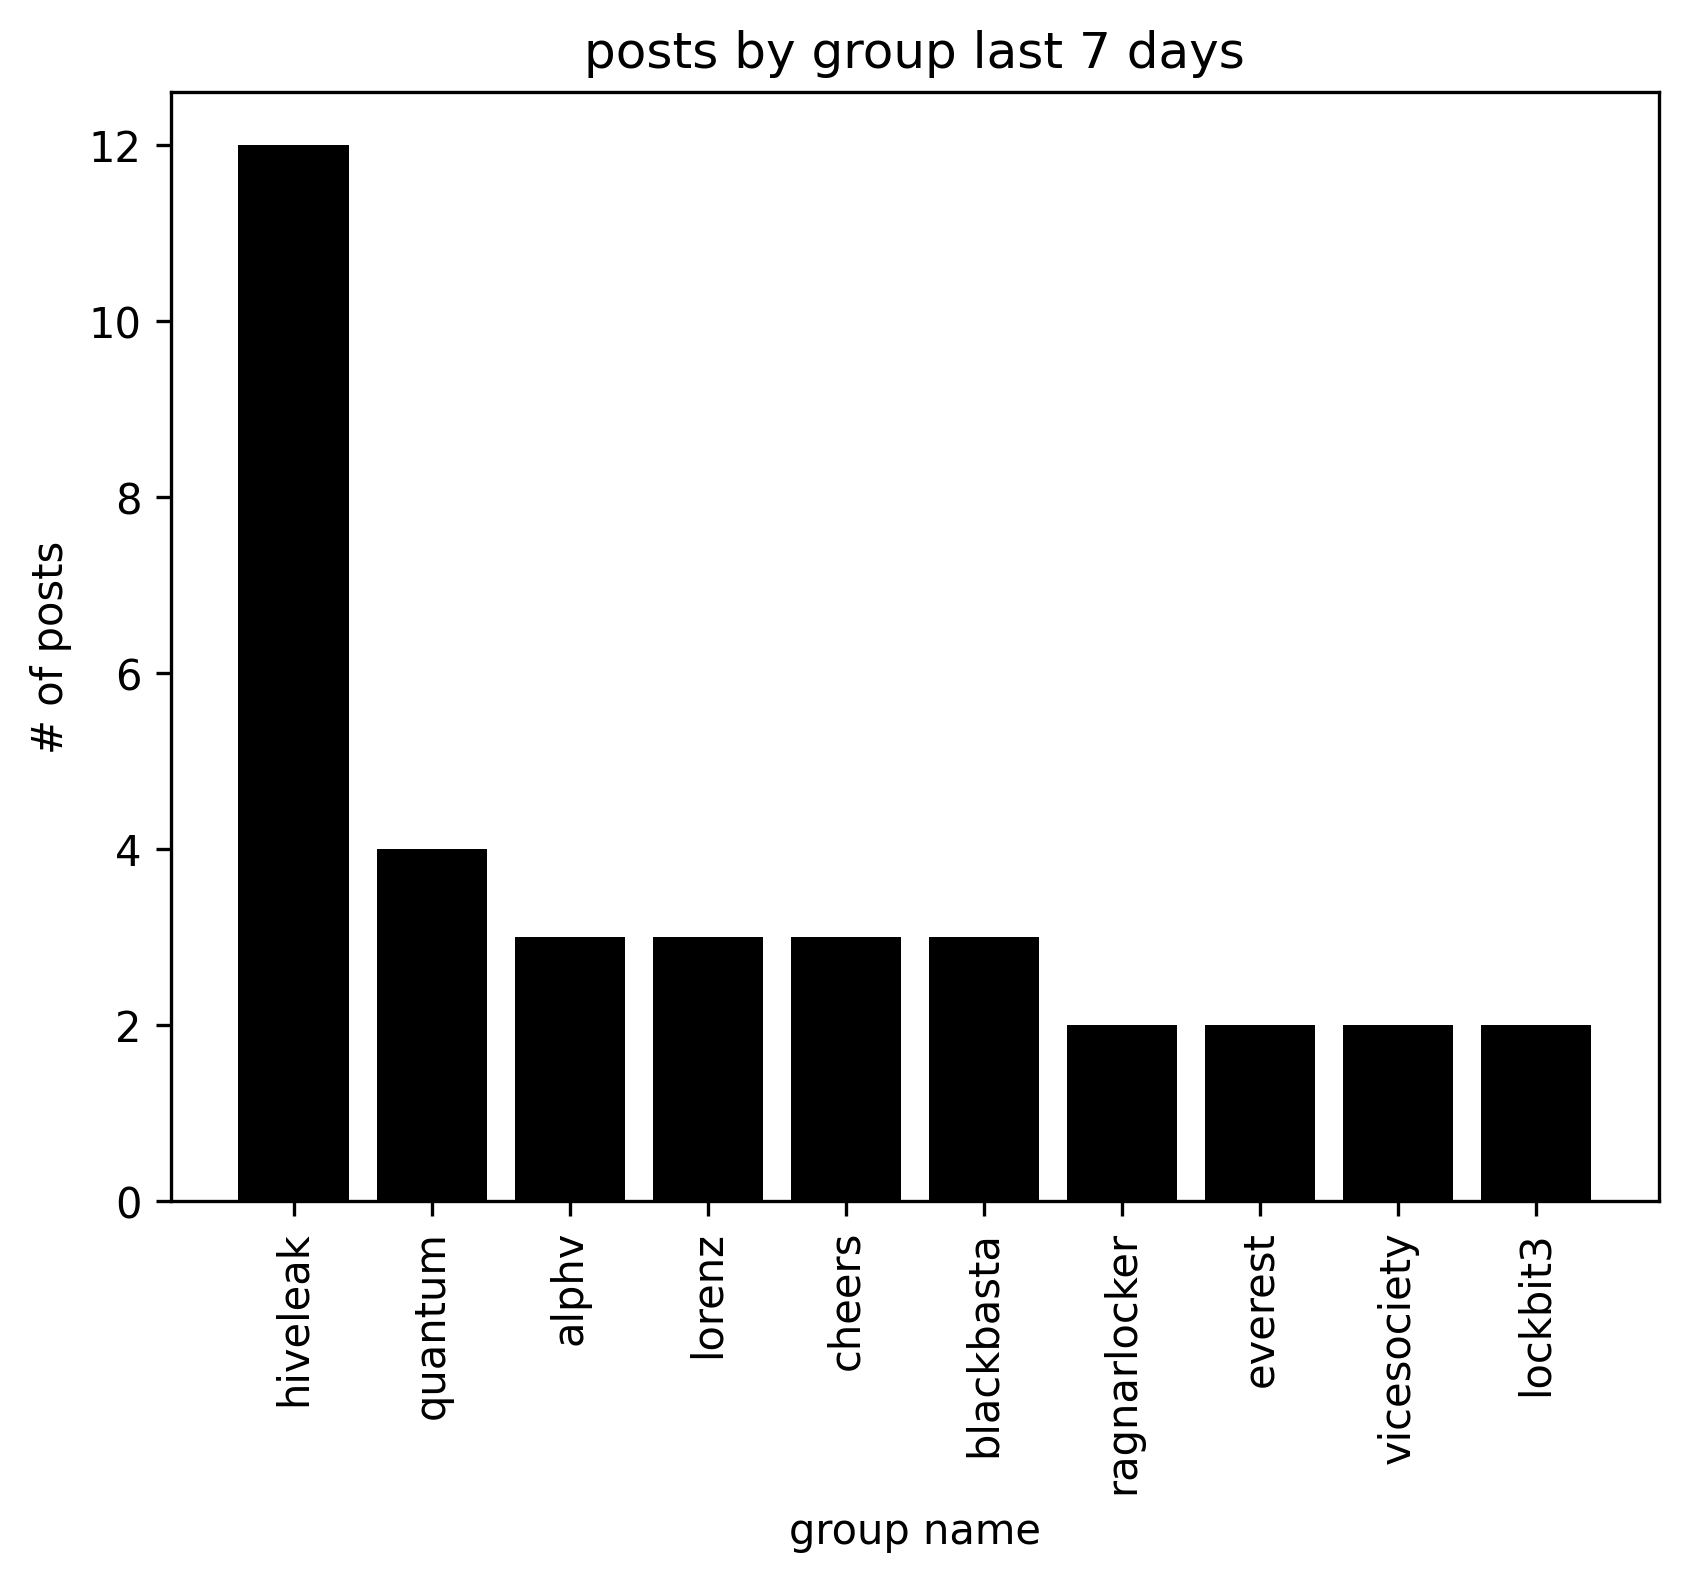 posts by group last 7 days
12
10
8
6
4
2
0
# of posts
hiveleak
quantum
alphv
lorenz
cheers
blackbasta
ragnarlocker
everest
vicesociety
lockbit3
group name